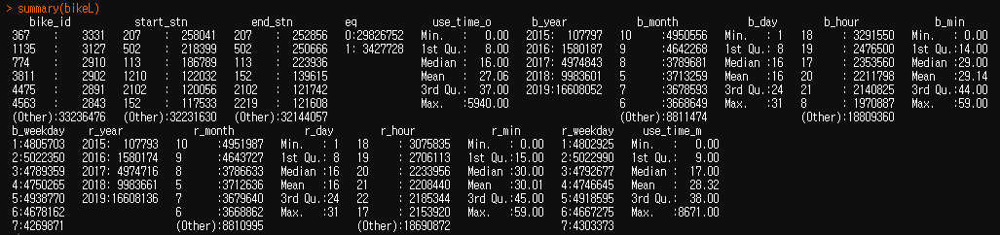 > summary(bikeL)
bike_id start_stn end_stn eq use_time_o b_year b_month b_day b_hour b_min
367 : 3331 207 : 258041 207 : 252856 0:29826752 Min. : 0.00 2015: 107797 10 :4950556 Min. : 1 18 : 3291550 Min. : 0.00
1135 : 3127 502 : 218399 502 : 250666 1: 3427728 1st Qu.: 8.00 2016: 1580187 9 :4642268 1st Qu.: 8 19 : 2476500 1st Qu.:14.00
774 : 2910 113 : 186789 113 : 223936 Median : 16.00 2017: 4974843 8 :3789681 Median :16 17 : 2353560 Median :29.00
3811 : 2902 1210 : 122032 152 : 139615 Mean : 27.06 2018: 9983601 5 :3713259 Mean :16 20 : 2211798 Mean :29.14
4475 : 2891 2102 : 120056 2102 : 121742 3rd Qu.: 37.00 2019:16608052 7 :3678593 3rd Qu.:24 21 : 2140825 3rd Qu.:44.00
4563 : 2843 152 : 117533 2219 : 121608 Max. :5940.00 6 :3668649 Max. :31 8 : 1970887 Max. :59.00
(Other):33236476 (Other):32231630 (Other):32144057 (Other):8811474 (Other):18809360
b_weekday r_year r_month r_day r_hour r_min r_weekday use_time_m
1:4805703 2015: 107793 10 :4951987 Min. : 1 18 : 3075835 Min. : 0.00 1:4802925 Min. : 0.00
2:5022350 2016: 1580174 9 :4643727 1st Qu.: 8 19 : 2706113 1st Qu.:15.00 2:5022990 1st Qu.: 9.00
3:4789359 2017: 4974716 8 :3786633 Median :16 20 : 2233956 Median :30.00 3:4792677 Median : 17.00
4:4750256 2018: 9983661 5 :3712636 Mean :16 21 : 2208440 Mean :30.01 4:4746645 Mean : 28.32
5:4938770 2019:16608136 7 :3679640 3rd Qu.:24 22 : 2185344 3rd Qu.:45.00 5:4918595 3rd Qu.: 38.00
6:4678162 6 :3668862 Max. :31 17 : 2153920 Max. :59.00 6:4667275 Max. :8671.00
7:4269871 (Other):8810995 (Other):18690872 7:4303373